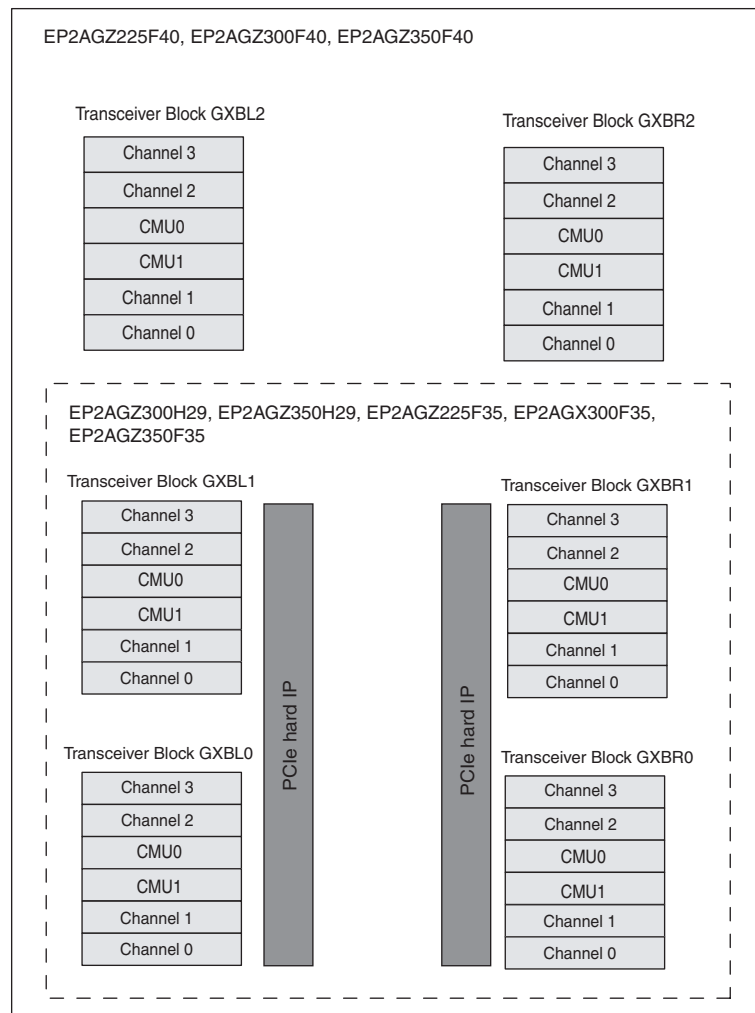 EP2AGZ225F40, EP2AGZ300F40, EP2AGZ350F40
Transceiver Block GXBL2
Channel 3
Channel 2
CMU0
CMU1
Channel 1
Channel 0
Transceiver Block GXBR2
Channel 3
Channel 2
CMU0
CMU1
Channel 1
Channel 0
EP2AGZ300H29, EP2AGZ350H29, EP2AGZ225F35, EP2AGX300F35,
EP2AGZ350F35
Transceiver Block GXBL1
Channel 3
Channel 2
CMU0
CMU1
Channel 1
Channel 0
Transceiver Block GXBL0
Channel 3
Channel 2
CMU0
CMU1
Channel 1
Channel 0
PCIe hard IP
PCIe hard IP
Transceiver Block GXBR1
Channel 3
Channel 2
CMU0
CMU1
Channel 1
Channel 0
Transceiver Block GXBR0
Channel 3
Channel 2
CMU0
CMU1
Channel 1
Channel 0